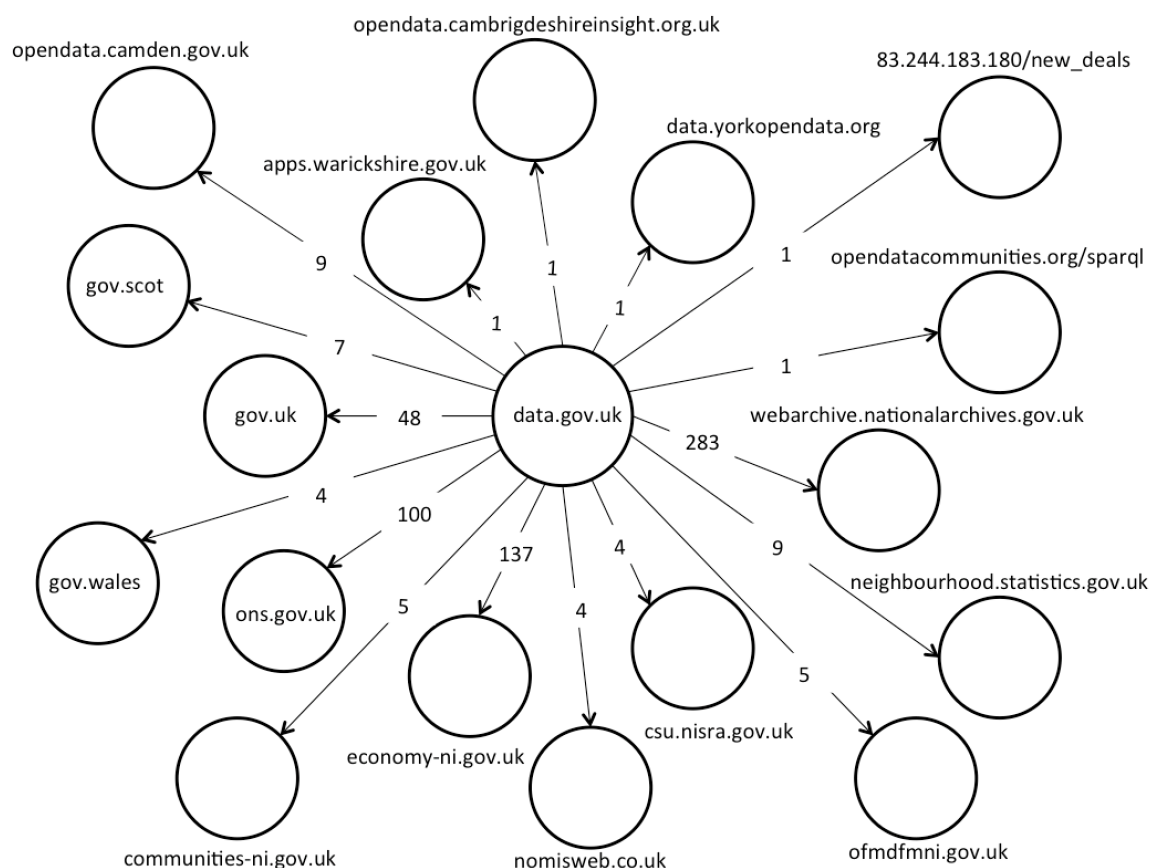 opendata.cambrigdeshireinsight.org.uk
opendata.camden.gov.uk
83.244.183.180/new_deals
data.yorkopendata.org
apps.warickshire.gov.uk
9
1
1
opendatacommunities.org/sparql
gov.scot
1
1
7
1
gov.uk
48
data.gov.uk
webarchive.nationalarchives.gov.uk
283
4
100
137
4
9
gov.wales
neighbourhood.statistics.gov.uk
ons.gov.uk
5
4
5
csu.nisra.gov.uk
economy-ni.gov.uk
communities-ni.gov.uk
nomisweb.co.uk
ofmdfmni.gov.uk